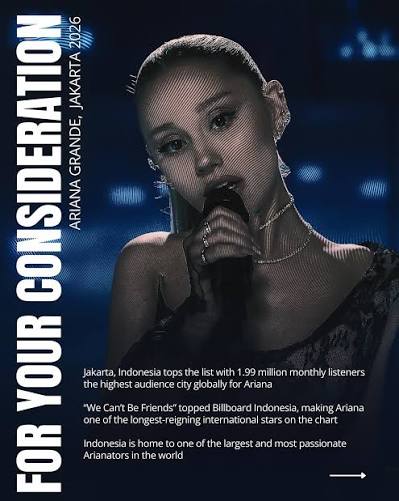 FOR YOUR CONSIDERATION
ARIANA GRANDE, JAKARTA 2026
Jakarta, Indonesia tops the list with 1.99 million monthly listeners
the highest audience city globally for Ariana
“We Can't Be Friends” topped Billboard Indonesia, making Ariana
one of the longest-reigning international stars on the chart
Indonesia is home to one of the largest and most passionate
Arianators in the world